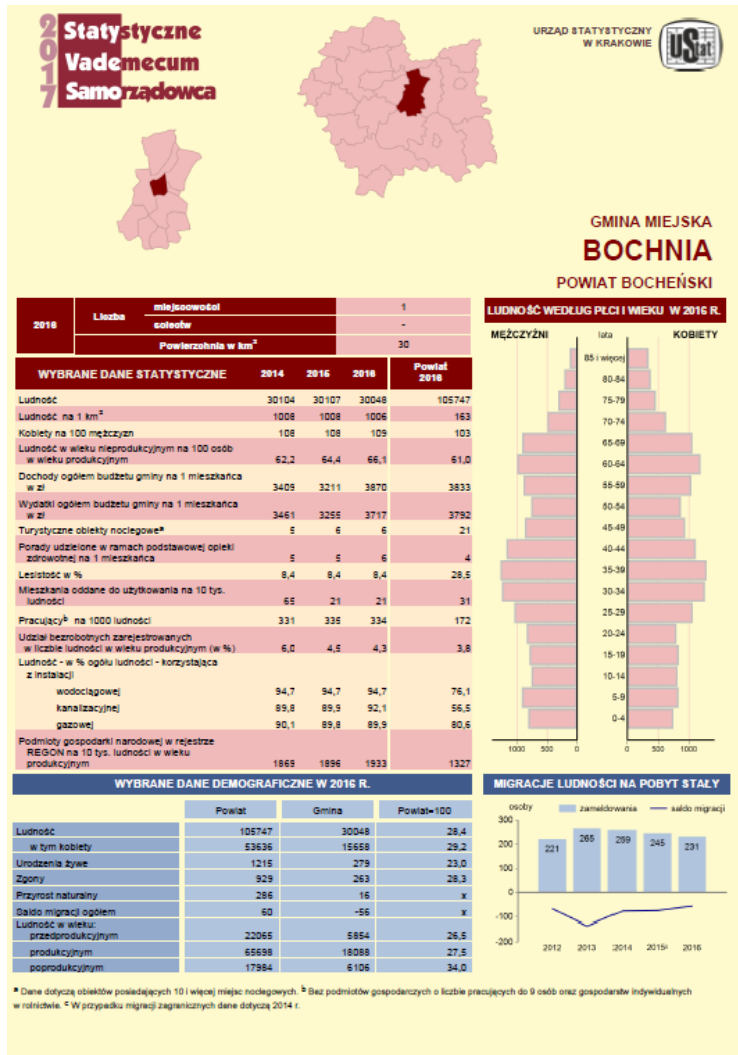 2017
Statystyczne
Vademecum
Samorządowca
URZĄD STATYSTYCZNY
W KRAKOWIE
UStat
GMINA MIEJSKA
BOCHNIA
POWIAT BOCHEŃSKI
2016 Liczba miejscowości 1
sołectw -
Powierzchnia w km² 30
WYBRANE DANE STATYSTYCZNE 2014 2015 2016 Powiat 2016
Ludność 30104 30107 30048 105747
Ludność na 1 km² 1008 1008 1006 163
Kobiety na 100 mężczyzn 108 108 109 103
Ludność w wieku nieprodukcyjnym na 100 osób
w wieku produkcyjnym 62,2 64,4 66,1 61,0
Dochody ogółem budżetu gminy na 1 mieszkańca
w zł 3409 3211 3870 3833
Wydatki ogółem budżetu gminy na 1 mieszkańca
w zł 3461 3255 3717 3792
Turystyczne obiekty noclegoweᵃ 5 6 6 21
Porady udzielone w ramach podstawowej opieki
zdrowotnej na 1 mieszkańca 5 5 6 4
Lesistość w % 8,4 8,4 8,4 28,5
Mieszkania oddane do użytkowania na 10 tys.
ludności 65 21 21 31
Pracującyᵇ na 1000 ludności 331 335 334 172
Udział bezrobotnych zarejestrowanych
w liczbie ludności w wieku produkcyjnym (w %) 6,0 4,5 4,3 3,8
Ludność - w % ogółu ludności - korzystająca
z instalacji
wodociągowej 94,7 94,7 94,7 76,1
kanalizacyjnej 89,8 89,9 92,1 56,5
gazowej 90,1 89,8 89,9 80,6
Podmioty gospodarki narodowej w rejestrze
REGON na 10 tys. ludności w wieku
produkcyjnym 1869 1896 1933 1327
LUDNOŚĆ WEDŁUG PŁCI I WIEKU W 2016 R.
MĘŻCZYŹNI lata KOBIETY
85 i więcej
80-84
75-79
70-74
65-69
60-64
55-59
50-54
45-49
40-44
35-39
30-34
25-29
20-24
15-19
10-14
5-9
0-4
1000 500 0 0 500 1000
WYBRANE DANE DEMOGRAFICZNE W 2016 R.
Powiat Gmina Powiat=100
Ludność 105747 30048 28,4
w tym kobiety 53636 15658 29,2
Urodzenia żywe 1215 279 23,0
Zgony 929 263 28,3
Przyrost naturalny 286 16 x
Saldo migracji ogółem 60 -56 x
Ludność w wieku:
przedprodukcyjnym 22065 5854 26,5
produkcyjnym 65698 18088 27,5
poprodukcyjnym 17984 6106 34,0
MIGRACJE LUDNOŚCI NA POBYT STAŁY
osoby zameldowania saldo migracji
300
200
100
0
-100
-200
221 265 259 245 231
2012 2013 2014 2015ᶜ 2016
ᵃ Dane dotyczą obiektów posiadających 10 i więcej miejsc noclegowych. ᵇ Bez podmiotów gospodarczych o liczbie pracujących do 9 osób oraz gospodarstw indywidualnych
w rolnictwie. ᶜ W przypadku migracji zagranicznych dane dotyczą 2014 r.